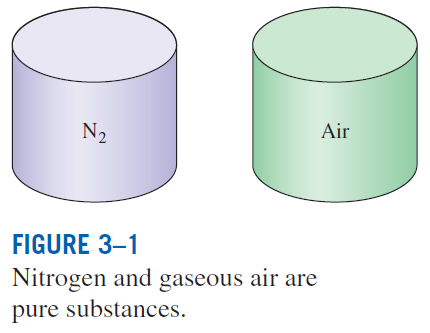 N₂
Air
FIGURE 3–1
Nitrogen and gaseous air are
pure substances.